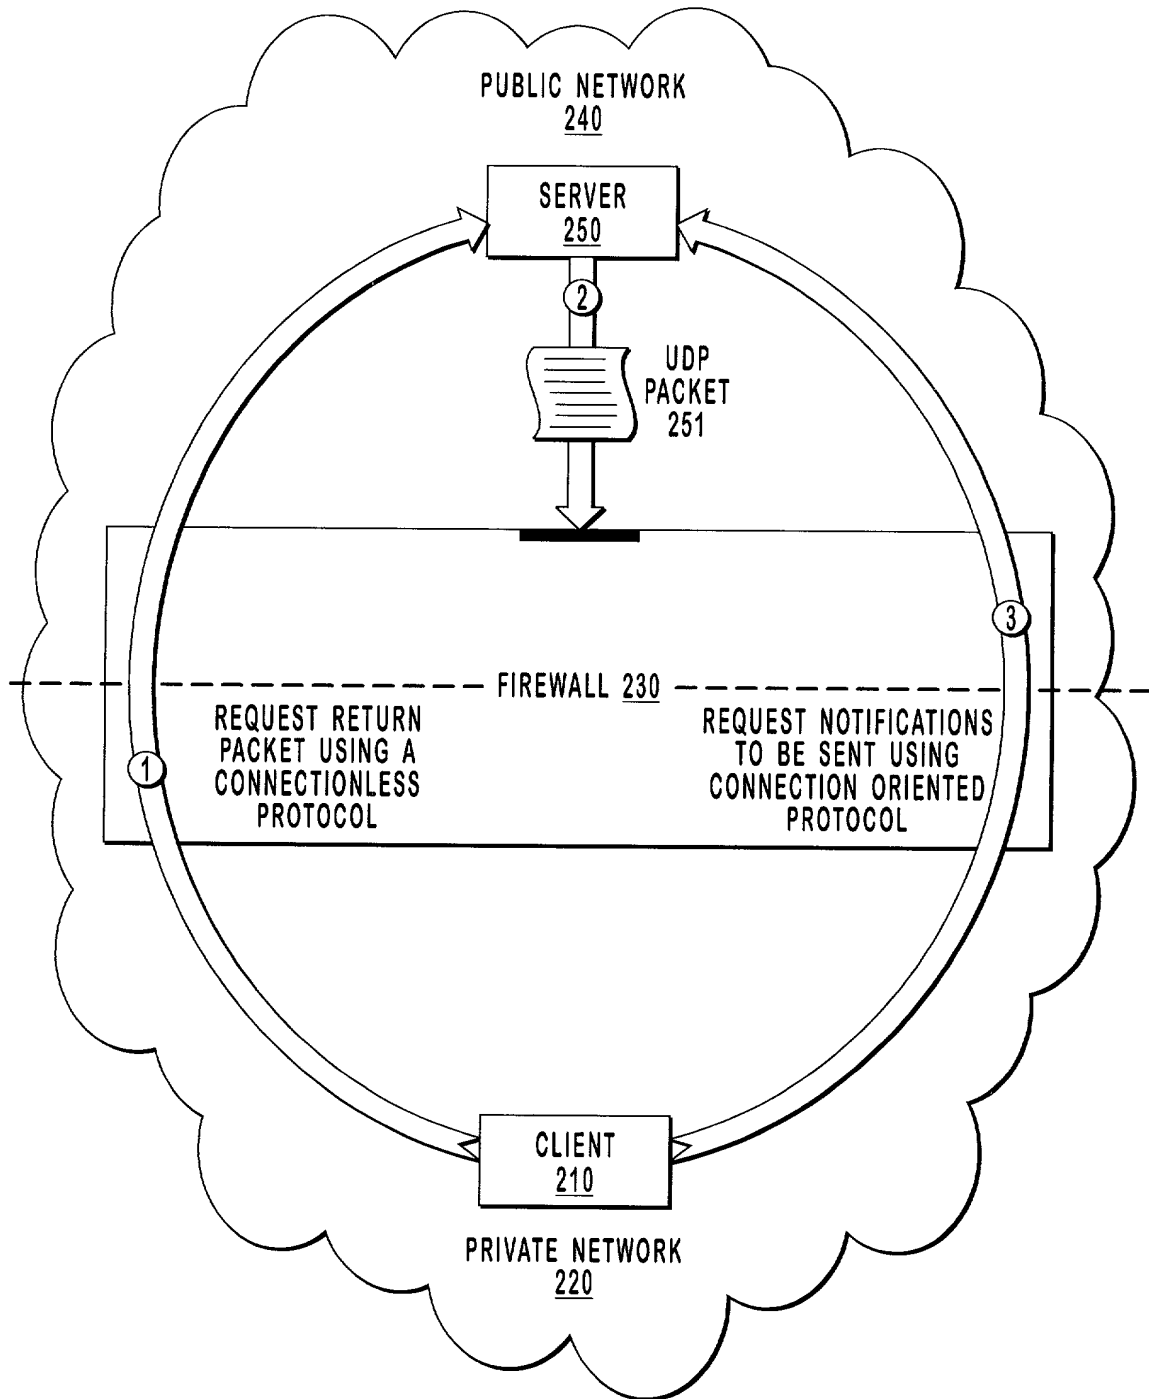 PUBLIC NETWORK
240
SERVER
250
2
UDP
PACKET
251
3
FIREWALL 230
REQUEST RETURN
PACKET USING A
CONNECTIONLESS
PROTOCOL
1
REQUEST NOTIFICATIONS
TO BE SENT USING
CONNECTION ORIENTED
PROTOCOL
CLIENT
210
PRIVATE NETWORK
220